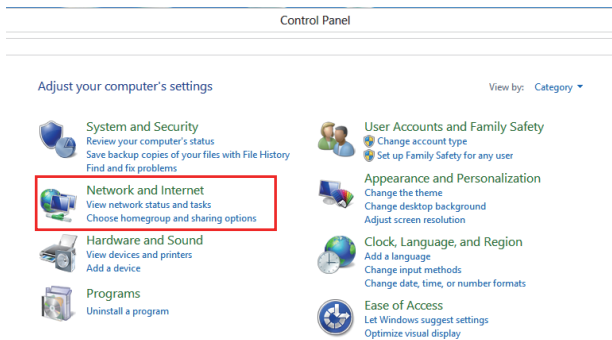 Control Panel
Adjust your computer's settings
View by: Category
System and Security
Review your computer's status
Save backup copies of your files with File History
Find and fix problems
Network and Internet
View network status and tasks
Choose homegroup and sharing options
Hardware and Sound
View devices and printers
Add a device
Programs
Uninstall a program
User Accounts and Family Safety
Change account type
Set up Family Safety for any user
Appearance and Personalization
Change the theme
Change desktop background
Adjust screen resolution
Clock, Language, and Region
Add a language
Change input methods
Change date, time, or number formats
Ease of Access
Let Windows suggest settings
Optimize visual display